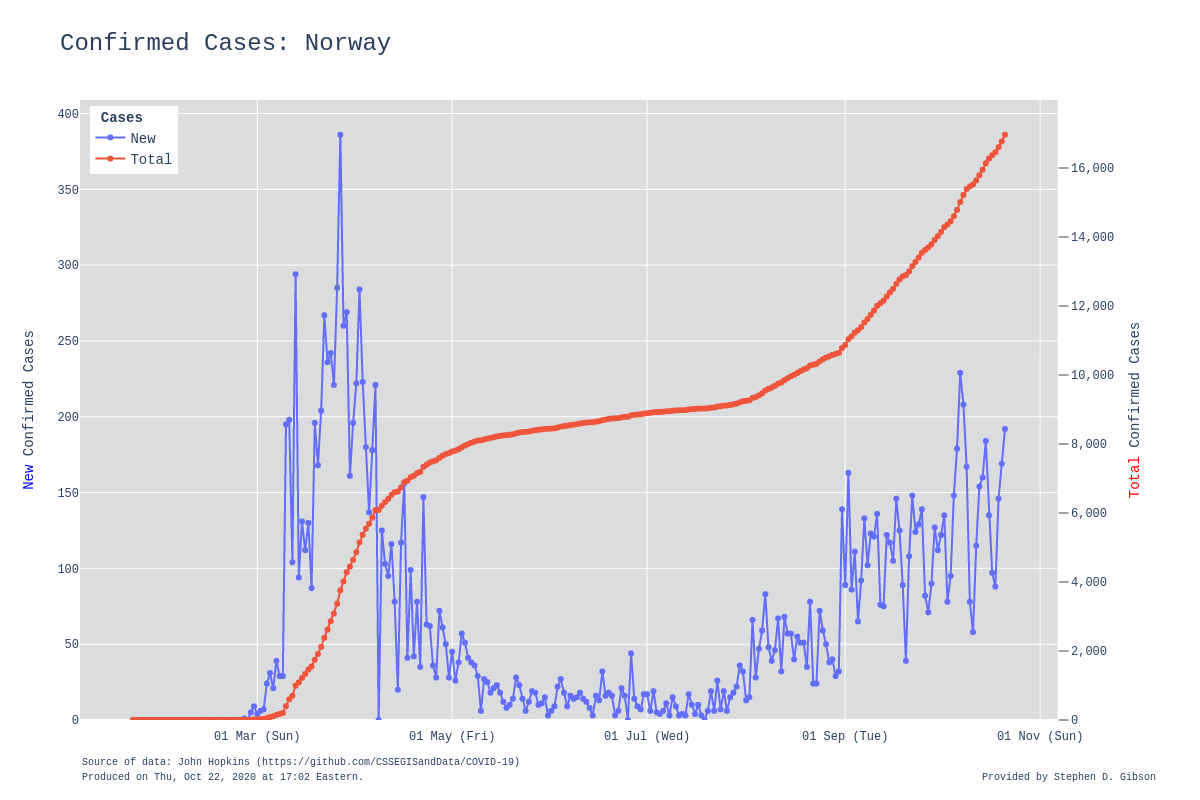 Confirmed Cases: Norway
Cases
New
Total
400
350
300
250
200
150
100
50
0
New Confirmed Cases
16,000
14,000
12,000
10,000
8,000
6,000
4,000
2,000
0
Total Confirmed Cases
01 Mar (Sun)
01 May (Fri)
01 Jul (Wed)
01 Sep (Tue)
01 Nov (Sun)
Source of data: John Hopkins (https://github.com/CSSEGISandData/COVID-19)
Produced on Thu, Oct 22, 2020 at 17:02 Eastern.
Provided by Stephen D. Gibson